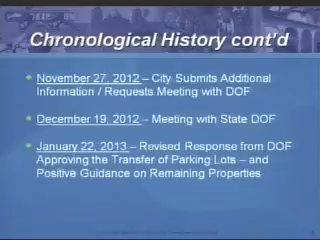 Chronological History cont'd
November 27, 2012 – City Submits Additional
Information / Requests Meeting with DOF
December 19, 2012 – Meeting with State DOF
January 22, 2013 – Revised Response from DOF
Approving the Transfer of Parking Lots – and
Positive Guidance on Remaining Properties